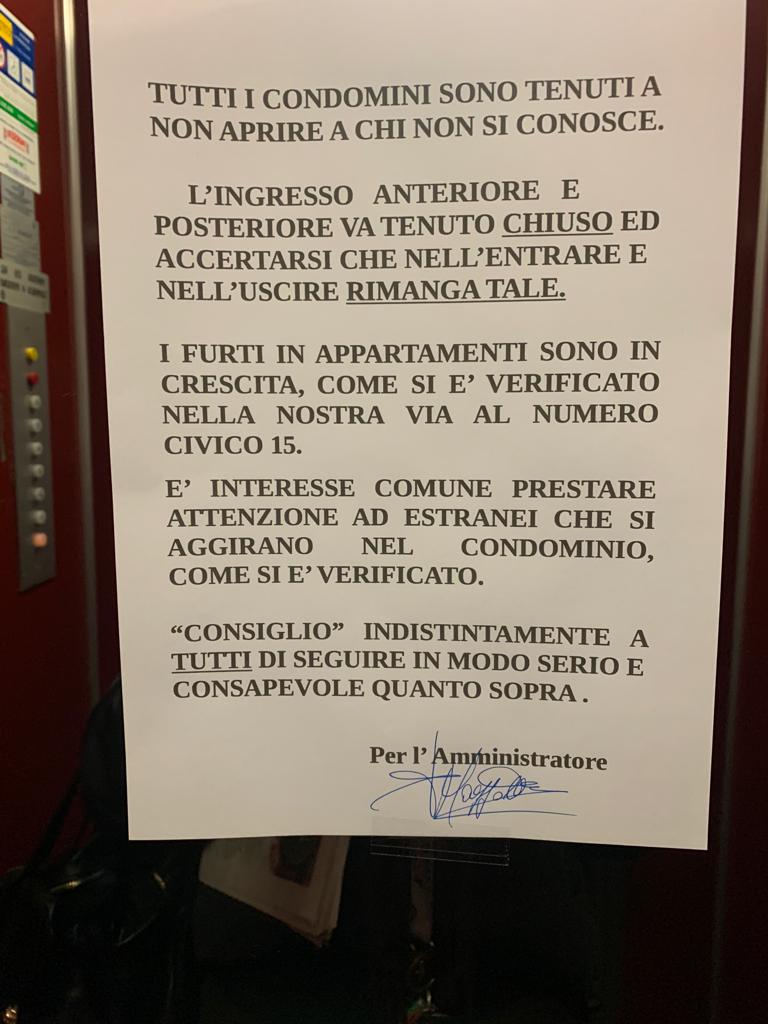 TUTTI I CONDOMINI SONO TENUTI A
NON APRIRE A CHI NON SI CONOSCE.
L'INGRESSO ANTERIORE E
POSTERIORE VA TENUTO CHIUSO ED
ACCERTARSI CHE NELL'ENTRARE E
NELL'USCIRE RIMANGA TALE.
I FURTI IN APPARTAMENTI SONO IN
CRESCITA, COME SI E' VERIFICATO
NELLA NOSTRA VIA AL NUMERO
CIVICO 15.
E' INTERESSE COMUNE PRESTARE
ATTENZIONE AD ESTRANEI CHE SI
AGGIRANO NEL CONDOMINIO,
COME SI E' VERIFICATO.
“CONSIGLIO” INDISTINTAMENTE A
TUTTI DI SEGUIRE IN MODO SERIO E
CONSAPEVOLE QUANTO SOPRA .
Per l' Amministratore